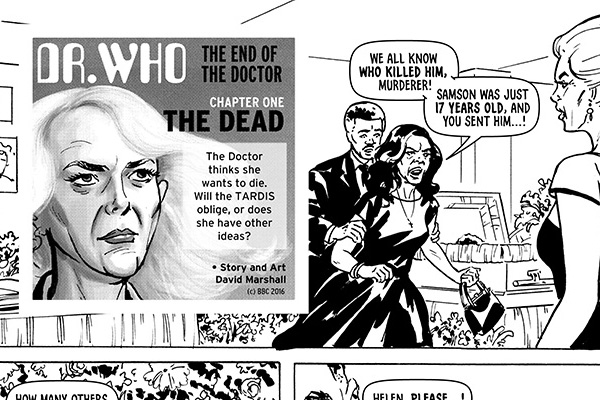 DR.WHO
THE END OF
THE DOCTOR
CHAPTER ONE
THE DEAD
The Doctor
thinks she
wants to die.
Will the TARDIS
oblige, or does
she have other
ideas?
• Story and Art
David Marshall
(c) BBC 2016
WE ALL KNOW
WHO KILLED HIM,
MURDERER!
SAMSON WAS JUST
17 YEARS OLD, AND
YOU SENT HIM...!
HOW MANY OTHERS
HELEN, PLEASE...!